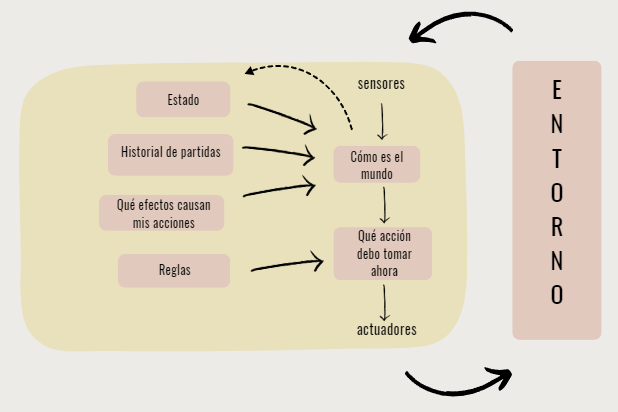 sensores
Estado
Historial de partidas
Cómo es el
mundo
Qué efectos causan
mis acciones
Qué acción
debo tomar
ahora
Reglas
actuadores
ENTORNO